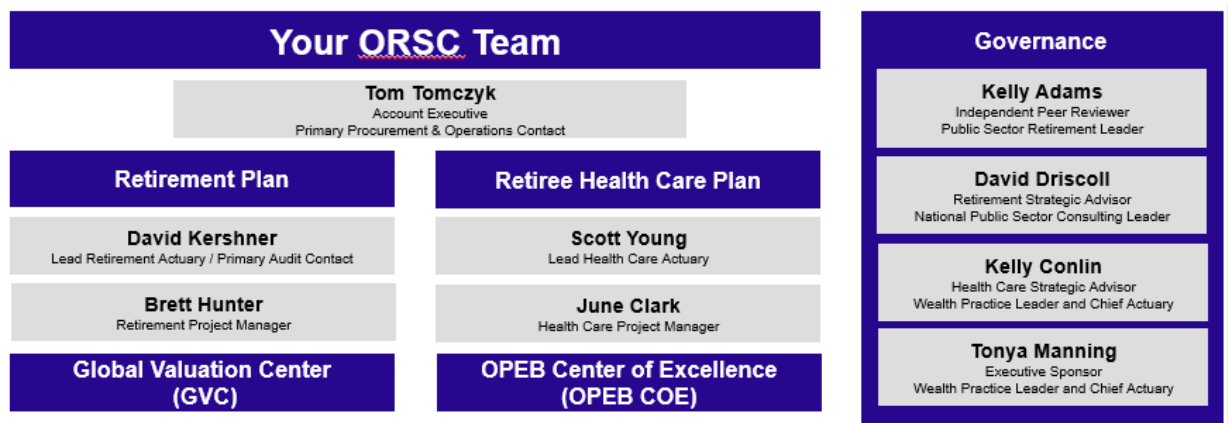 Your ORSC Team
Tom Tomczyk
Account Executive
Primary Procurement & Operations Contact
Retirement Plan
David Kershner
Lead Retirement Actuary / Primary Audit Contact
Brett Hunter
Retirement Project Manager
Global Valuation Center
(GVC)
Retiree Health Care Plan
Scott Young
Lead Health Care Actuary
June Clark
Health Care Project Manager
OPEB Center of Excellence
(OPEB COE)
Governance
Kelly Adams
Independent Peer Reviewer
Public Sector Retirement Leader
David Driscoll
Retirement Strategic Advisor
National Public Sector Consulting Leader
Kelly Conlin
Health Care Strategic Advisor
Wealth Practice Leader and Chief Actuary
Tonya Manning
Executive Sponsor
Wealth Practice Leader and Chief Actuary